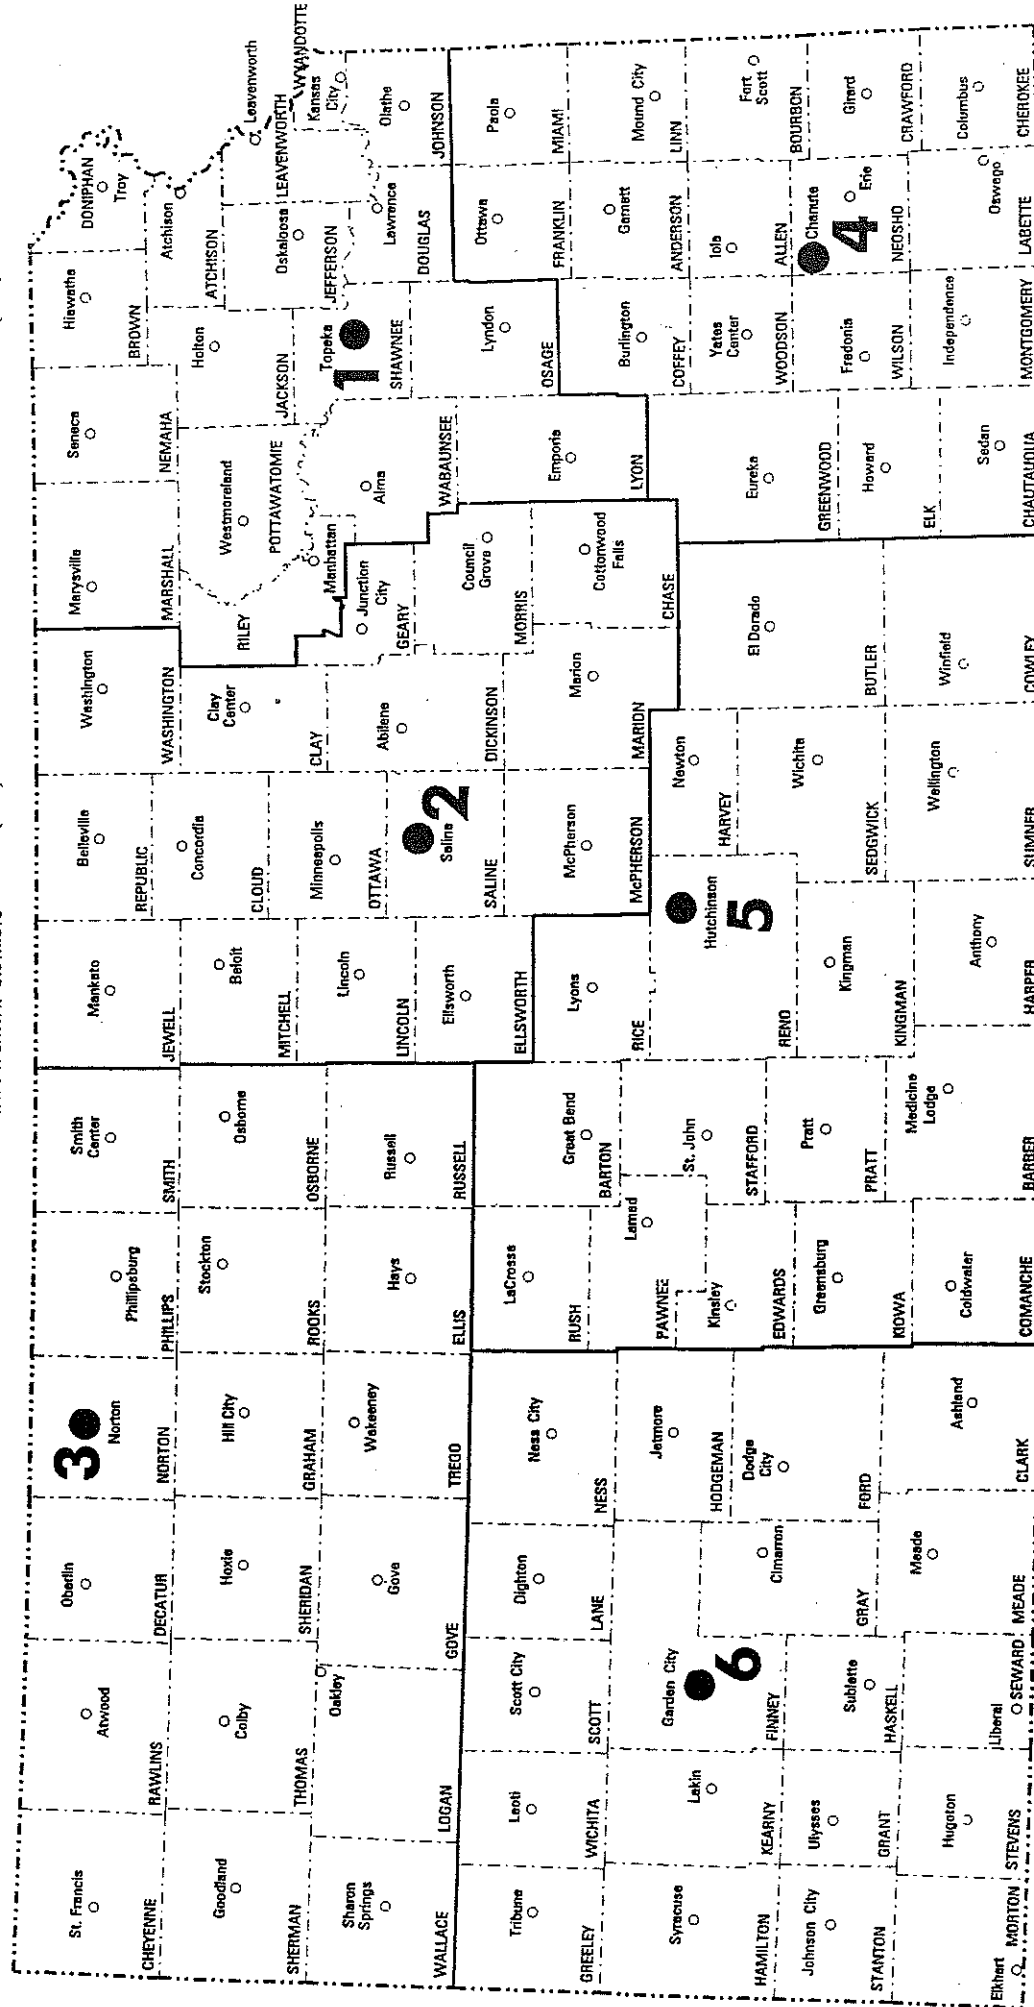 St. Francis
CHEYENNE
Atwood
RAWLINS
Oberlin
DECATUR
3
Norton
NORTON
Phillipsburg
PHILLIPS
Smith
Center
SMITH
Mankato
JEWELL
Belleville
REPUBLIC
Washington
WASHINGTON
Marysville
MARSHALL
Seneca
NEMAHA
Hiawatha
BROWN
DONIPHAN
Troy
Goodland
SHERMAN
Colby
THOMAS
Hoxie
SHERIDAN
Hill City
GRAHAM
Stockton
ROOKS
Osborne
OSBORNE
Beloit
MITCHELL
Concordia
CLOUD
Clay
Center
CLAY
RILEY
Manhattan
Westmoreland
POTTAWATOMIE
Holton
JACKSON
Atchison
ATCHISON
Oskaloosa
JEFFERSON
Leavenworth
LEAVENWORTH
WYANDOTTE
Kansas
City
Sharon
Springs
WALLACE
Oakley
LOGAN
Gove
GOVE
Wakeeney
TREGO
Hays
ELLIS
Russell
RUSSELL
Lincoln
LINCOLN
Minneapolis
OTTAWA
Ellsworth
ELLSWORTH
2
Salina
SALINE
Abilene
DICKINSON
Junction
City
GEARY
Alma
WABAUNSEE
Topeka
1
SHAWNEE
Lawrence
DOUGLAS
Olathe
JOHNSON
Tribune
GREELEY
Leoti
WICHITA
Scott City
SCOTT
Dighton
LANE
Ness City
NESS
LaCrosse
RUSH
Great Bend
BARTON
Lyons
RICE
McPherson
McPHERSON
Marion
MARION
Council
Grove
MORRIS
Cottonwood
Falls
CHASE
Emporia
LYON
Lyndon
OSAGE
Ottawa
FRANKLIN
Paola
MIAMI
Syracuse
HAMILTON
Lakin
KEARNY
Garden City
6
FINNEY
Cimarron
GRAY
Jetmore
HODGEMAN
Dodge
City
FORD
Larned
PAWNEE
Kinsley
EDWARDS
St. John
STAFFORD
Hutchinson
5
RENO
Newton
HARVEY
Wichita
SEDGWICK
El Dorado
BUTLER
Eureka
GREENWOOD
Burlington
COFFEY
Garnett
ANDERSON
Mound City
LINN
Yates
Center
WOODSON
Iola
ALLEN
Fort
Scott
BOURBON
Johnson City
STANTON
Ulysses
GRANT
Sublette
HASKELL
Greensburg
KIOWA
Pratt
PRATT
Kingman
KINGMAN
Howard
ELK
Fredonia
WILSON
Chanute
4
Erie
NEOSHO
Girard
CRAWFORD
Elkhart
MORTON
Hugoton
STEVENS
Liberal
SEWARD
Meade
MEADE
Ashland
CLARK
Coldwater
COMANCHE
Medicine
Lodge
BARBER
Anthony
HARPER
Wellington
SUMNER
Winfield
COWLEY
Sedan
CHAUTAUQUA
Independence
MONTGOMERY
Oswego
LABETTE
Columbus
CHEROKEE